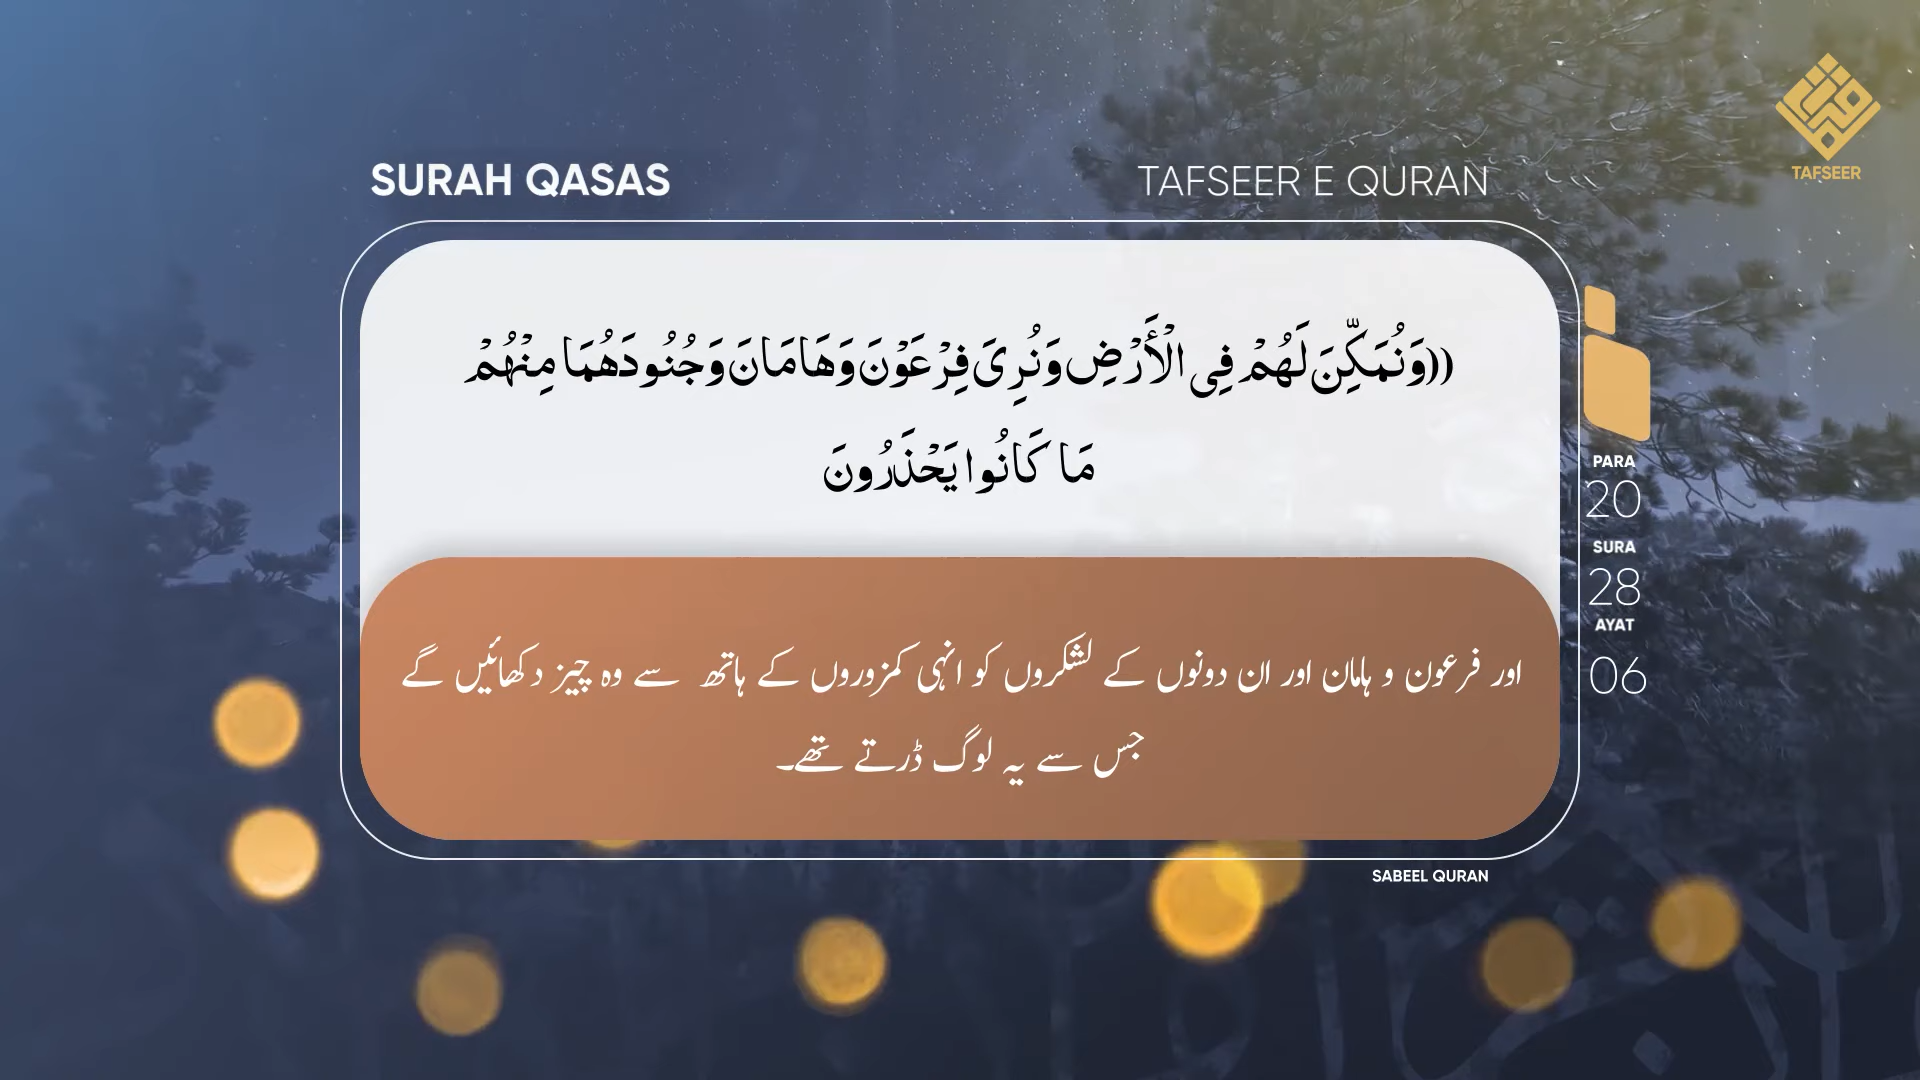 SURAH QASAS
TAFSEER E QURAN
TAFSEER
((وَنُمَكِّنَ لَهُمْ فِی الْأَرْضِ وَنُرِیَ فِرْعَوْنَ وَهَامَانَ وَجُنُودَهُمَا مِنْهُمْ
مَا كَانُوا یَحْذَرُونَ
اور فرعون و ہامان اور ان دونوں کے لشکروں کو انہی کمزوروں کے ہاتھ سے وہ چیز دکھائیں گے
جس سے یہ لوگ ڈرتے تھے۔
PARA
20
SURA
28
AYAT
06
SABEEL QURAN